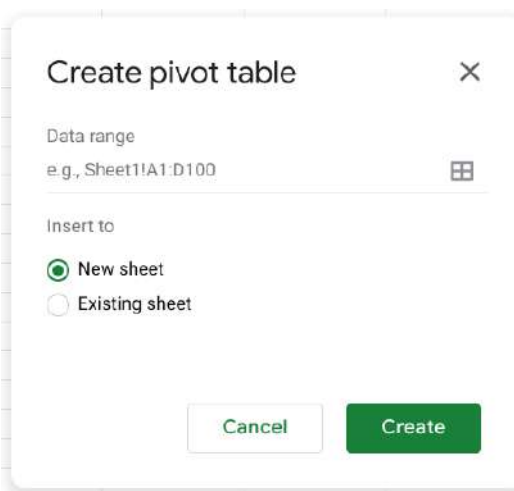 Create pivot table
Data range
e.g., Sheet1!A1:D100
Insert to
New sheet
Existing sheet
Cancel
Create